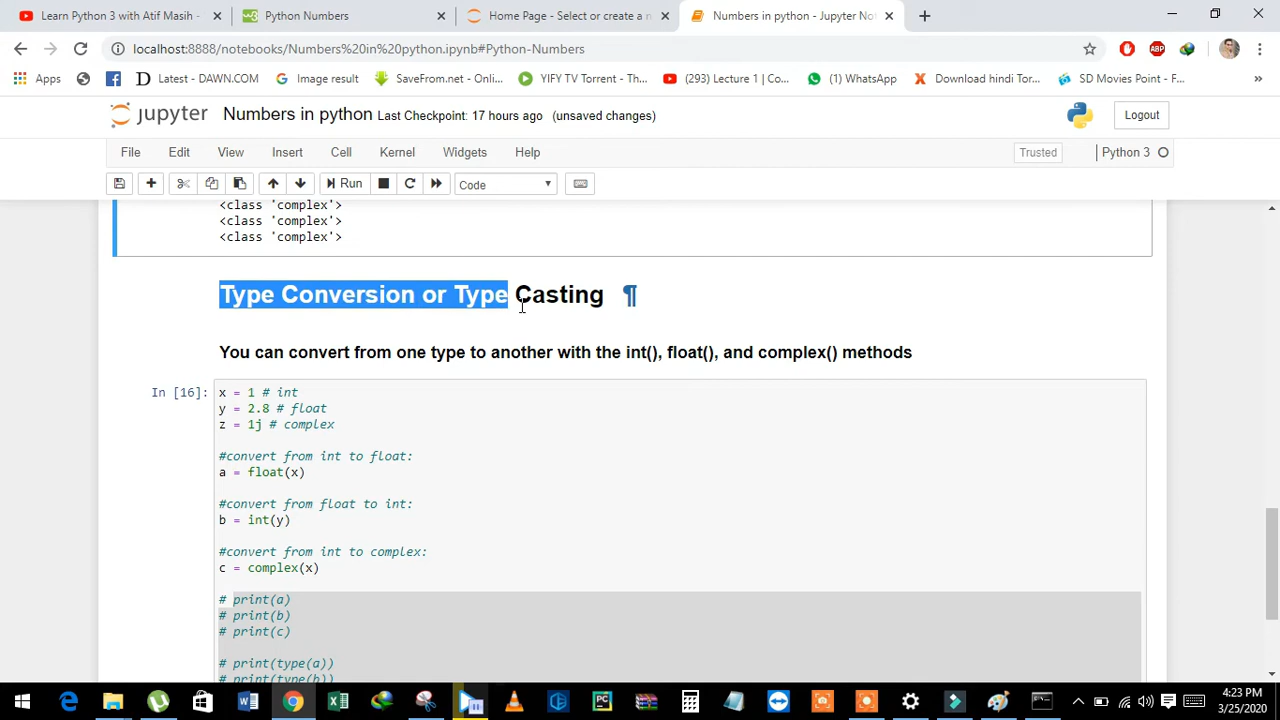 Learn Python 3 with Atif Masih -
Python Numbers
Home Page - Select or create a n
Numbers in python - Jupyter Not
localhost:8888/notebooks/Numbers%20in%20python.ipynb#Python-Numbers
Apps
Latest - DAWN.COM
Image result
SaveFrom.net - Onli...
YIFY TV Torrent - Th...
(293) Lecture 1 | Co...
(1) WhatsApp
Download hindi Tor...
SD Movies Point - F...
»
jupyter Numbers in python Last Checkpoint: 17 hours ago (unsaved changes)
Logout
File Edit View Insert Cell Kernel Widgets Help
Trusted
Python 3
Run
Code
<class 'complex'>
<class 'complex'>
<class 'complex'>
Type Conversion or Type Casting ¶
You can convert from one type to another with the int(), float(), and complex() methods
In [16]:
x = 1 # int
y = 2.8 # float
z = 1j # complex
#convert from int to float:
a = float(x)
#convert from float to int:
b = int(y)
#convert from int to complex:
c = complex(x)
# print(a)
# print(b)
# print(c)
# print(type(a))
# print(type(b))
4:23 PM
3/25/2020